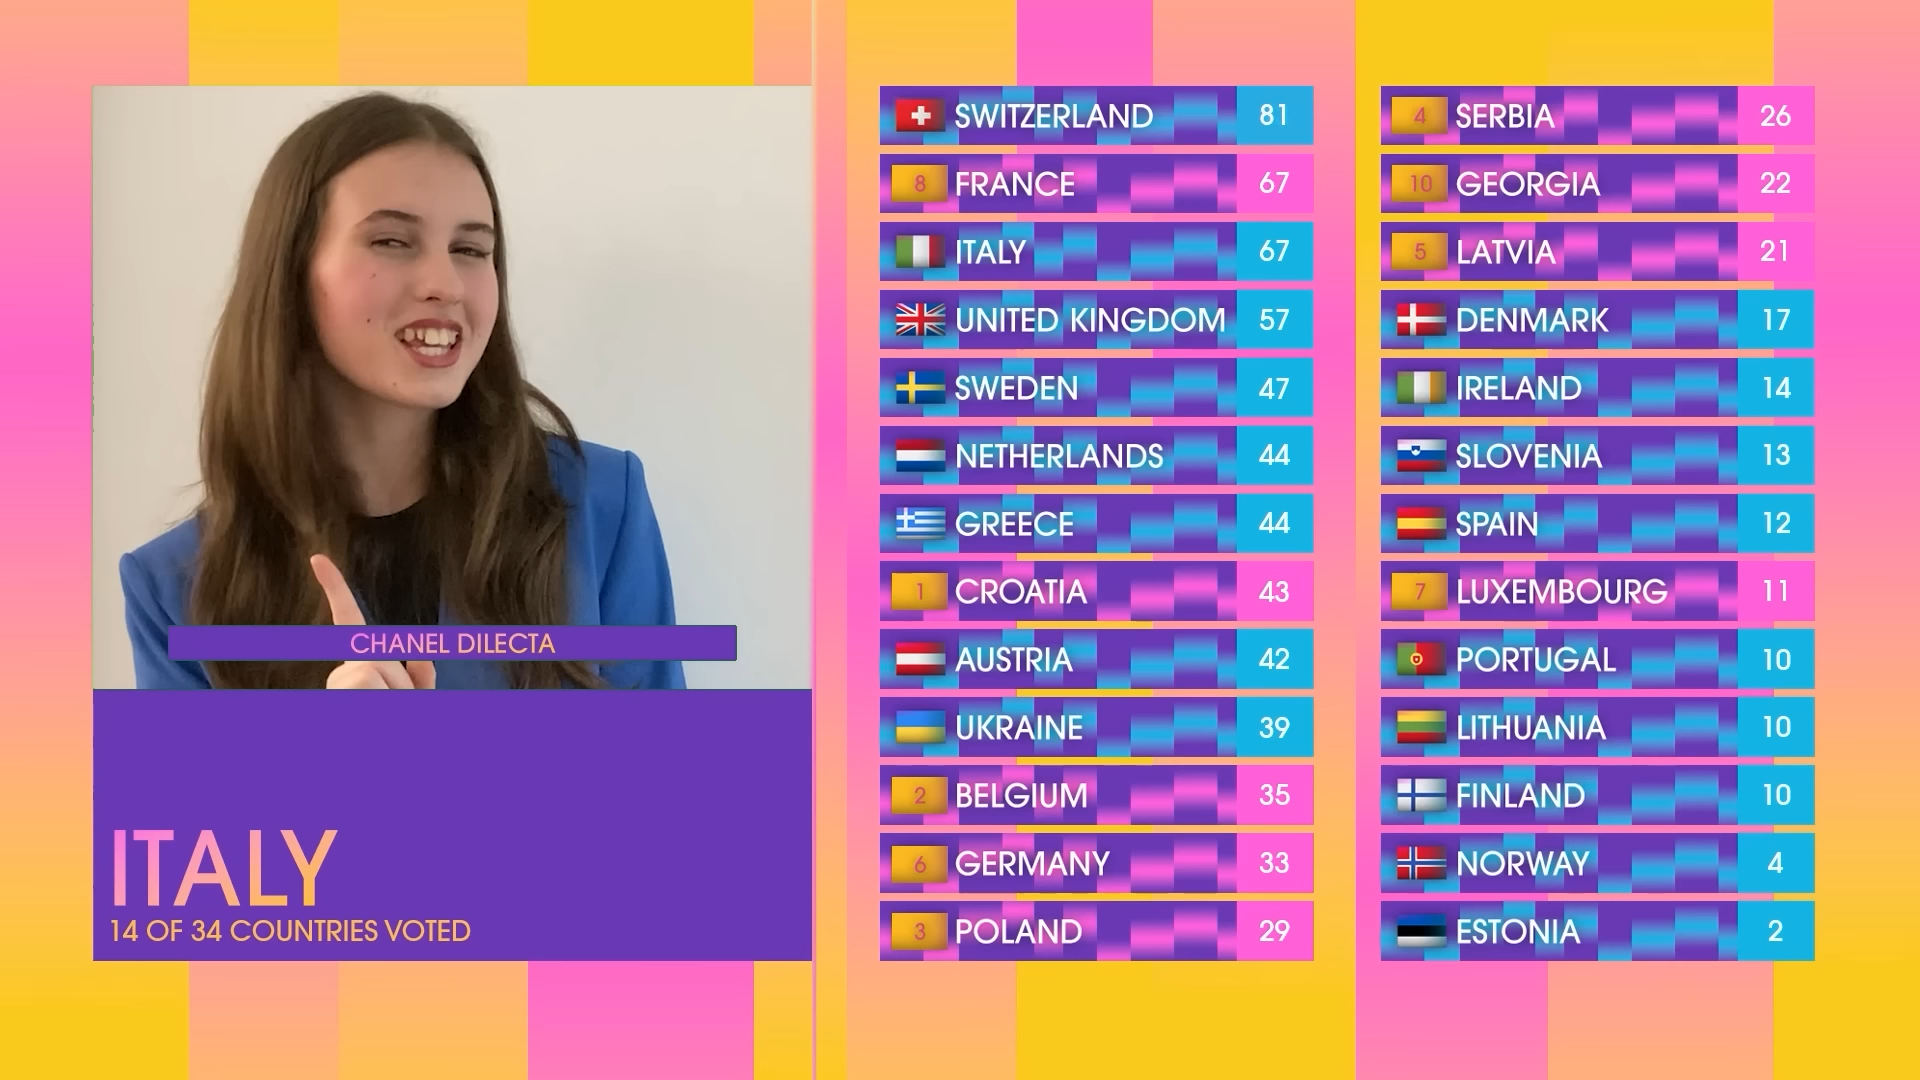 CHANEL DILECTA
ITALY
14 OF 34 COUNTRIES VOTED
SWITZERLAND 81
8 FRANCE 67
ITALY 67
UNITED KINGDOM 57
SWEDEN 47
NETHERLANDS 44
GREECE 44
1 CROATIA 43
AUSTRIA 42
UKRAINE 39
2 BELGIUM 35
6 GERMANY 33
3 POLAND 29
4 SERBIA 26
10 GEORGIA 22
5 LATVIA 21
DENMARK 17
IRELAND 14
SLOVENIA 13
SPAIN 12
7 LUXEMBOURG 11
PORTUGAL 10
LITHUANIA 10
FINLAND 10
NORWAY 4
ESTONIA 2